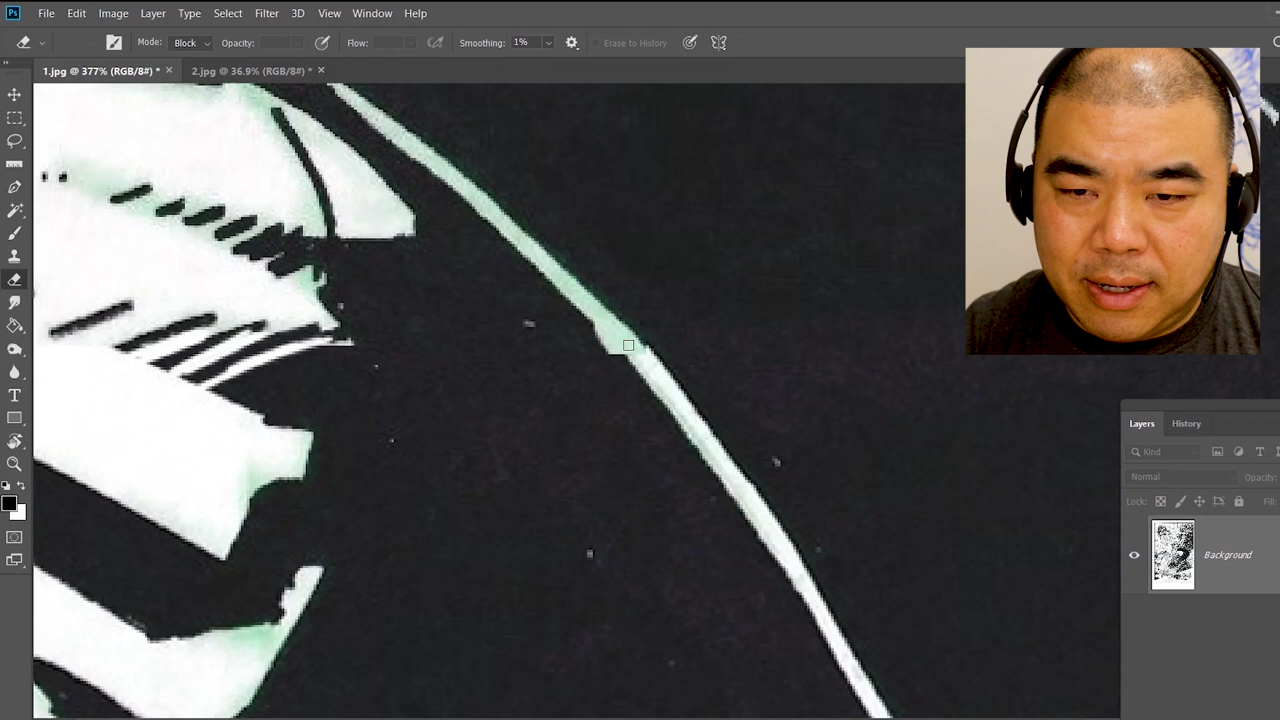 Ps File Edit Image Layer Type Select Filter 3D View Window Help
Mode: Block Opacity: Flow: Smoothing: 1% Erase to History
1.jpg @ 377% (RGB/8#) * × 2.jpg @ 36.9% (RGB/8#) * ×
Layers History
Kind
Normal Opacity:
Lock: Fill:
Background